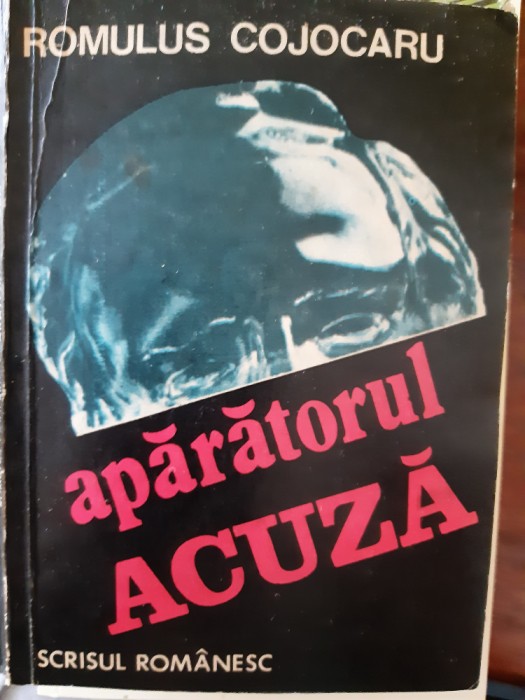 ROMULUS COJOCARU
apărătorul
ACUZĂ
SCRISUL ROMÂNESC